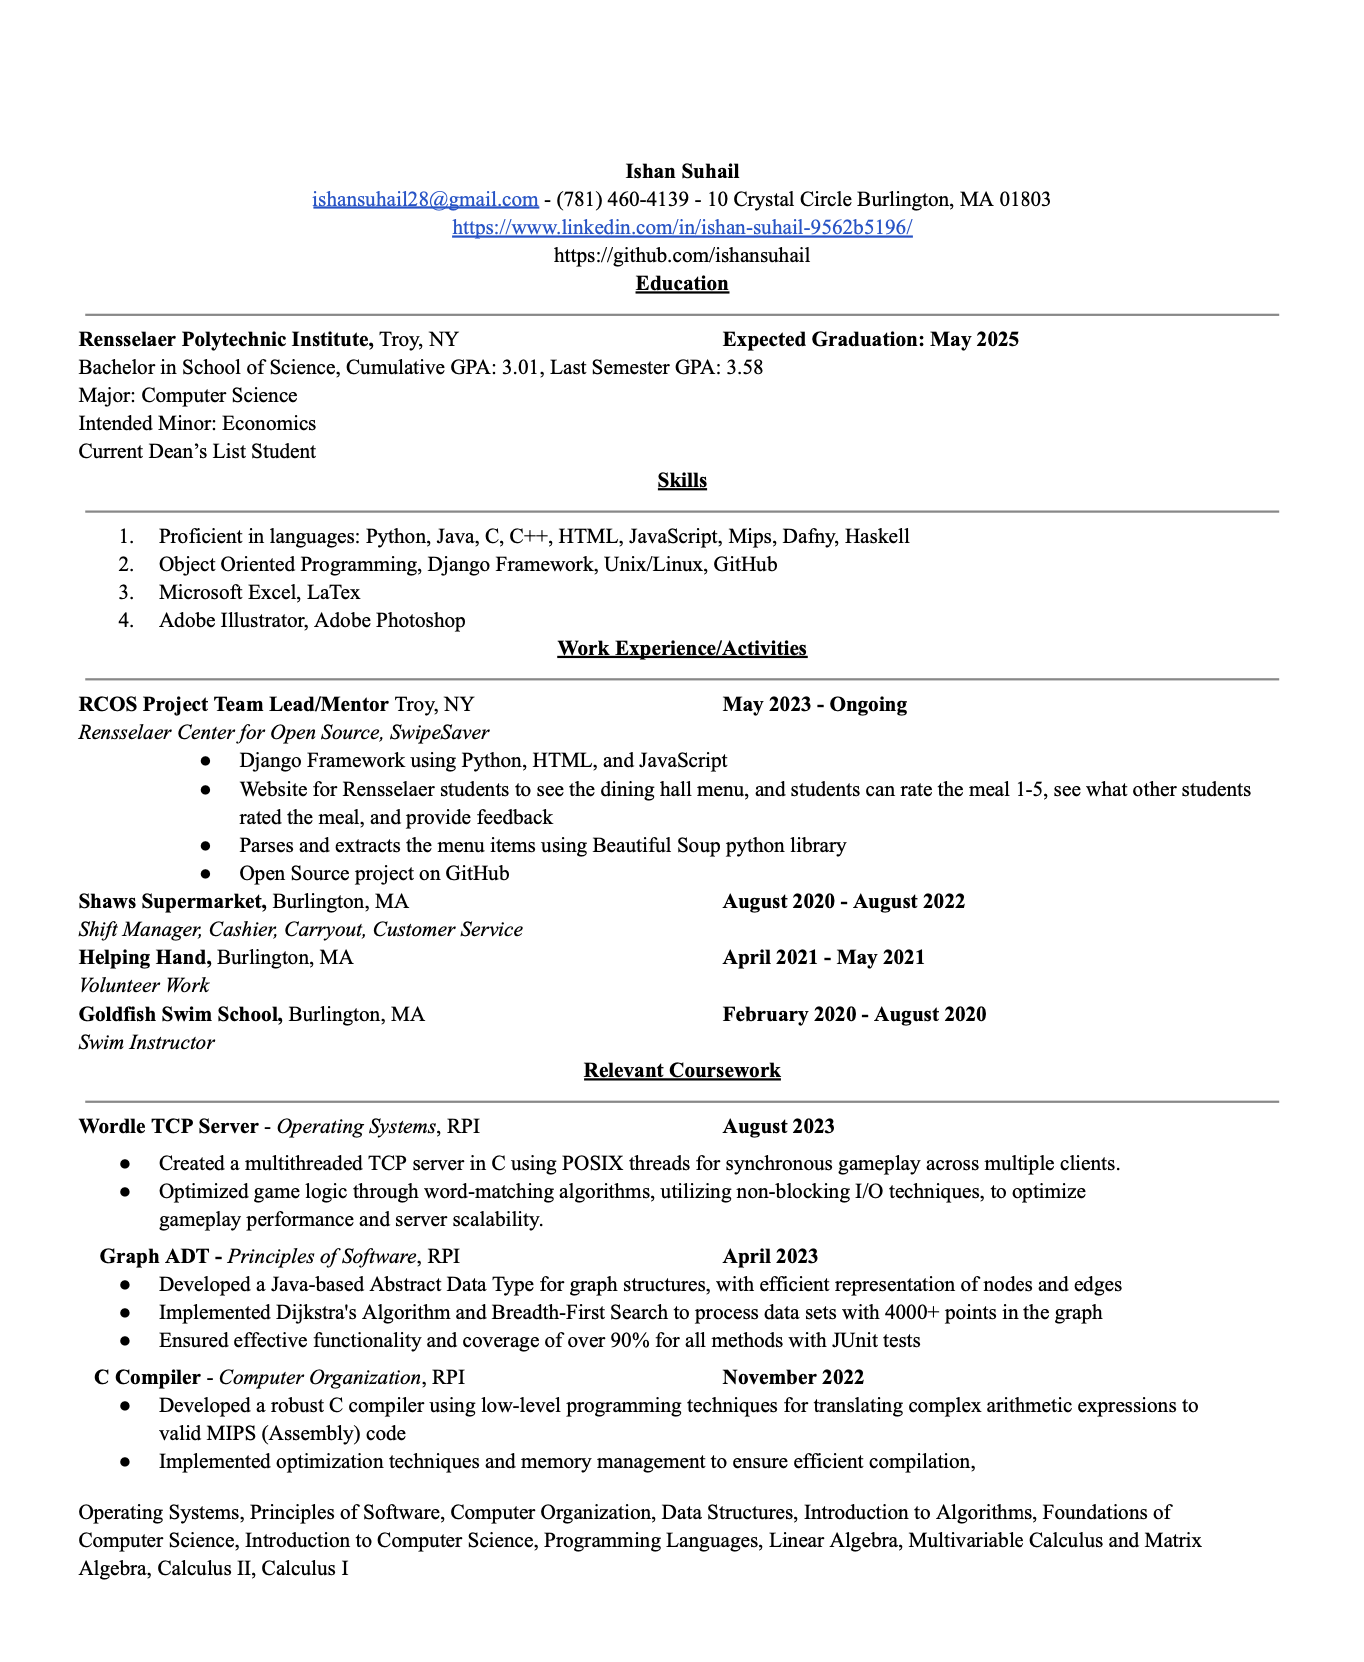 Ishan Suhail
ishansuhail28@gmail.com - (781) 460-4139 - 10 Crystal Circle Burlington, MA 01803
https://www.linkedin.com/in/ishan-suhail-9562b5196/
https://github.com/ishansuhail
Education
Rensselaer Polytechnic Institute, Troy, NY Expected Graduation: May 2025
Bachelor in School of Science, Cumulative GPA: 3.01, Last Semester GPA: 3.58
Major: Computer Science
Intended Minor: Economics
Current Dean’s List Student
Skills
1. Proficient in languages: Python, Java, C, C++, HTML, JavaScript, Mips, Dafny, Haskell
2. Object Oriented Programming, Django Framework, Unix/Linux, GitHub
3. Microsoft Excel, LaTex
4. Adobe Illustrator, Adobe Photoshop
Work Experience/Activities
RCOS Project Team Lead/Mentor Troy, NY May 2023 - Ongoing
Rensselaer Center for Open Source, SwipeSaver
● Django Framework using Python, HTML, and JavaScript
● Website for Rensselaer students to see the dining hall menu, and students can rate the meal 1-5, see what other students
rated the meal, and provide feedback
● Parses and extracts the menu items using Beautiful Soup python library
● Open Source project on GitHub
Shaws Supermarket, Burlington, MA August 2020 - August 2022
Shift Manager, Cashier, Carryout, Customer Service
Helping Hand, Burlington, MA April 2021 - May 2021
Volunteer Work
Goldfish Swim School, Burlington, MA February 2020 - August 2020
Swim Instructor
Relevant Coursework
Wordle TCP Server - Operating Systems, RPI August 2023
● Created a multithreaded TCP server in C using POSIX threads for synchronous gameplay across multiple clients.
● Optimized game logic through word-matching algorithms, utilizing non-blocking I/O techniques, to optimize
gameplay performance and server scalability.
Graph ADT - Principles of Software, RPI April 2023
● Developed a Java-based Abstract Data Type for graph structures, with efficient representation of nodes and edges
● Implemented Dijkstra's Algorithm and Breadth-First Search to process data sets with 4000+ points in the graph
● Ensured effective functionality and coverage of over 90% for all methods with JUnit tests
C Compiler - Computer Organization, RPI November 2022
● Developed a robust C compiler using low-level programming techniques for translating complex arithmetic expressions to
valid MIPS (Assembly) code
● Implemented optimization techniques and memory management to ensure efficient compilation,
Operating Systems, Principles of Software, Computer Organization, Data Structures, Introduction to Algorithms, Foundations of
Computer Science, Introduction to Computer Science, Programming Languages, Linear Algebra, Multivariable Calculus and Matrix
Algebra, Calculus II, Calculus I